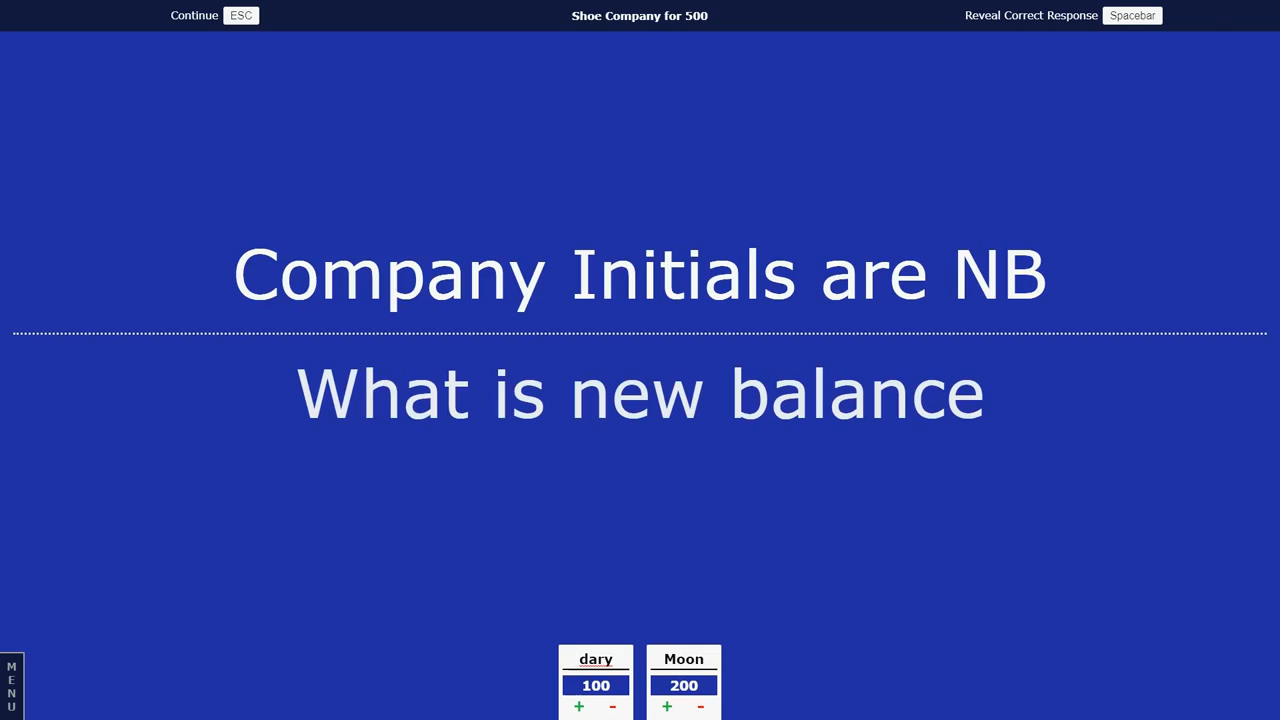 Continue ESC
Shoe Company for 500
Reveal Correct Response Spacebar
Company Initials are NB
What is new balance
MENU
dary
100
+ -
Moon
200
+ -